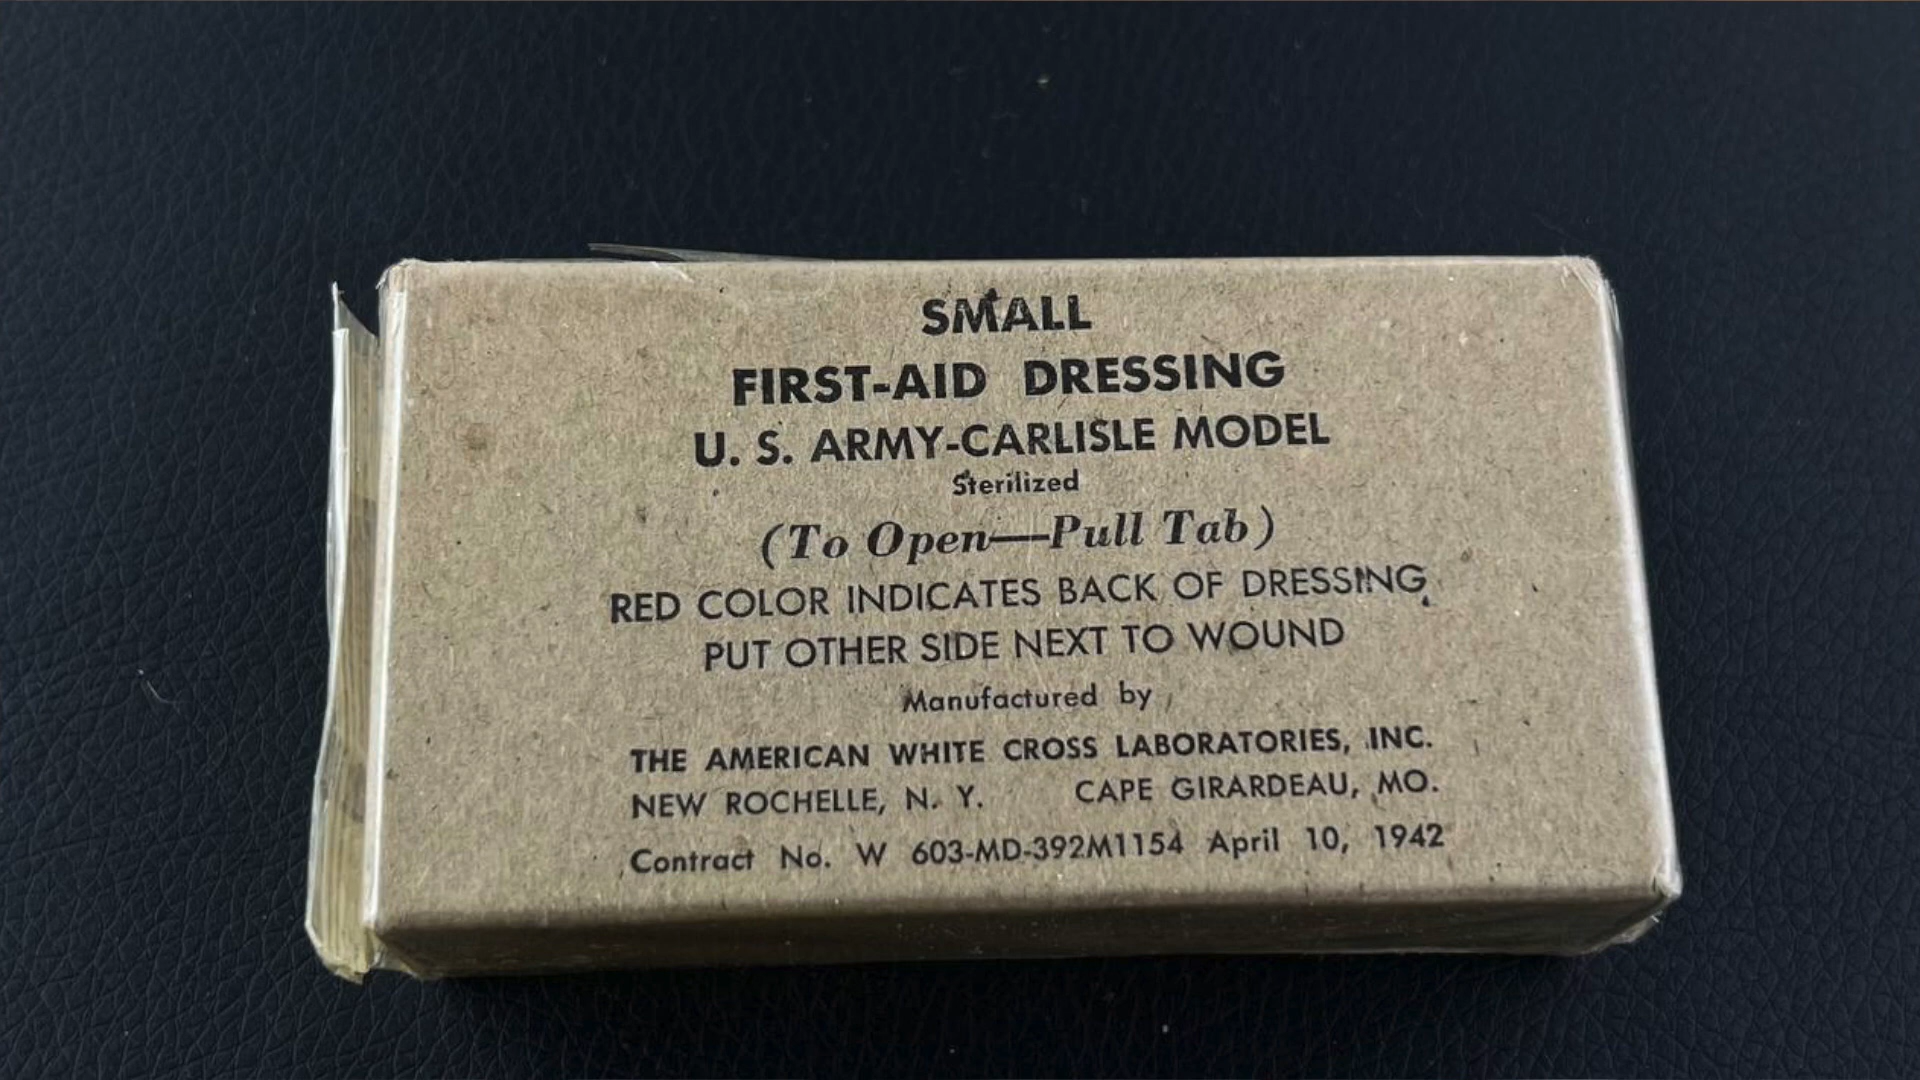 SMALL
FIRST-AID DRESSING
U. S. ARMY-CARLISLE MODEL
Sterilized
(To Open—Pull Tab)
RED COLOR INDICATES BACK OF DRESSING
PUT OTHER SIDE NEXT TO WOUND
Manufactured by
THE AMERICAN WHITE CROSS LABORATORIES, INC.
NEW ROCHELLE, N. Y. CAPE GIRARDEAU, MO.
Contract No. W 603-MD-392M1154 April 10, 1942